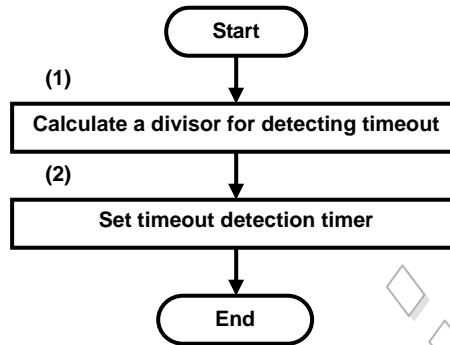 Start
(1)
Calculate a divisor for detecting timeout
(2)
Set timeout detection timer
End